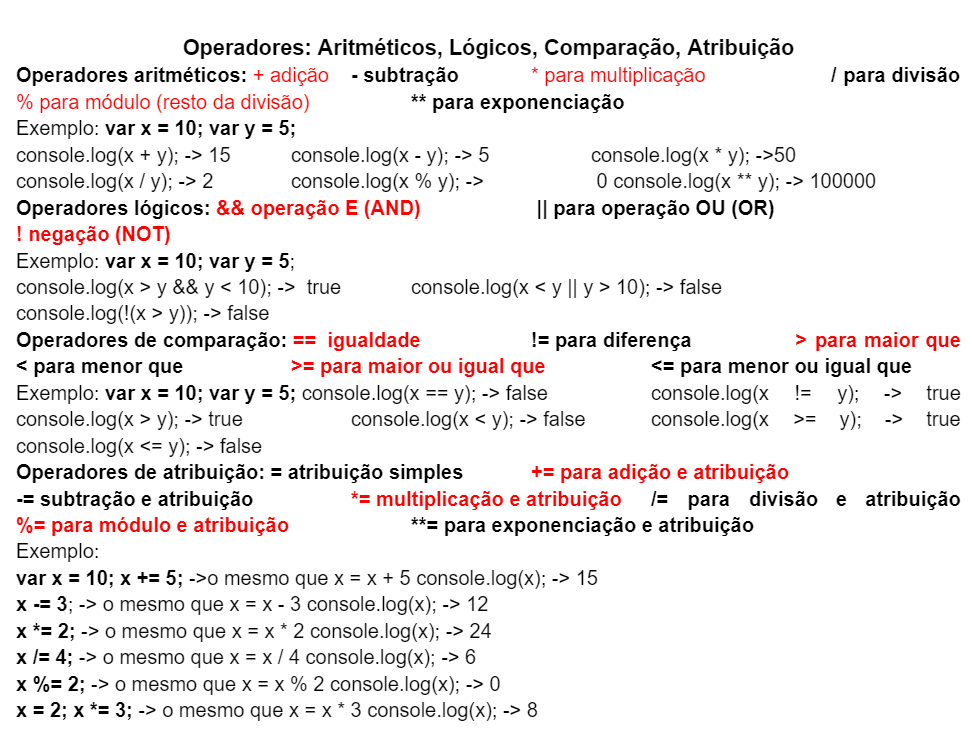 Operadores: Aritméticos, Lógicos, Comparação, Atribuição
Operadores aritméticos: + adição - subtração * para multiplicação / para divisão
% para módulo (resto da divisão) ** para exponenciação
Exemplo: var x = 10; var y = 5;
console.log(x + y); -> 15 console.log(x - y); -> 5 console.log(x * y); ->50
console.log(x / y); -> 2 console.log(x % y); -> 0 console.log(x ** y); -> 100000
Operadores lógicos: && operação E (AND) || para operação OU (OR)
! negação (NOT)
Exemplo: var x = 10; var y = 5;
console.log(x > y && y < 10); -> true console.log(x < y || y > 10); -> false
console.log(!(x > y)); -> false
Operadores de comparação: == igualdade != para diferença > para maior que
< para menor que >= para maior ou igual que <= para menor ou igual que
Exemplo: var x = 10; var y = 5; console.log(x == y); -> false console.log(x != y); -> true
console.log(x > y); -> true console.log(x < y); -> false console.log(x >= y); -> true
console.log(x <= y); -> false
Operadores de atribuição: = atribuição simples += para adição e atribuição
-= subtração e atribuição *= multiplicação e atribuição /= para divisão e atribuição
%= para módulo e atribuição **= para exponenciação e atribuição
Exemplo:
var x = 10; x += 5; ->o mesmo que x = x + 5 console.log(x); -> 15
x -= 3; -> o mesmo que x = x - 3 console.log(x); -> 12
x *= 2; -> o mesmo que x = x * 2 console.log(x); -> 24
x /= 4; -> o mesmo que x = x / 4 console.log(x); -> 6
x %= 2; -> o mesmo que x = x % 2 console.log(x); -> 0
x = 2; x *= 3; -> o mesmo que x = x * 3 console.log(x); -> 8